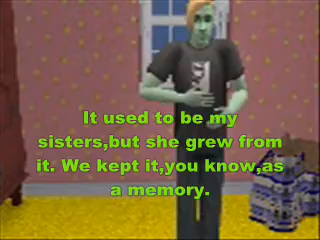 It used to be my
sisters,but she grew from
it. We kept it,you know,as
a memory.